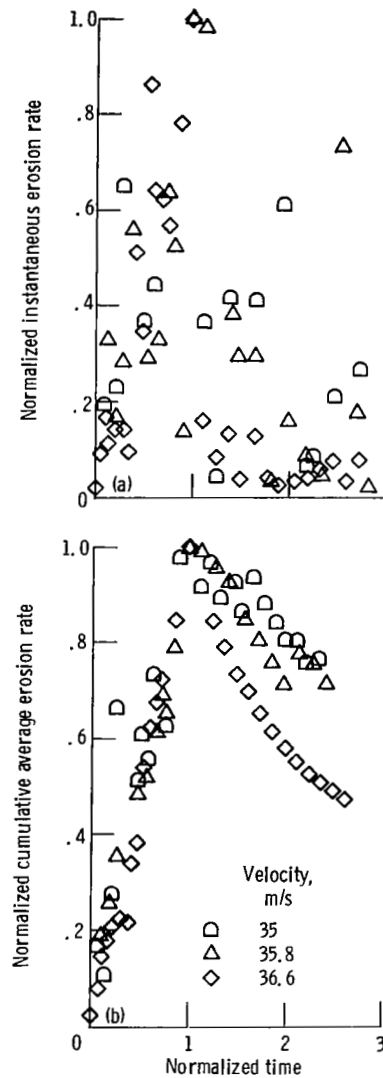 Normalized instantaneous erosion rate
1.0
.8
.6
.4
.2
0
(a)
Normalized cumulative average erosion rate
1.0
.8
.6
.4
.2
(b)
Velocity,
m/s
35
35.8
36.6
0
1
2
3
Normalized time